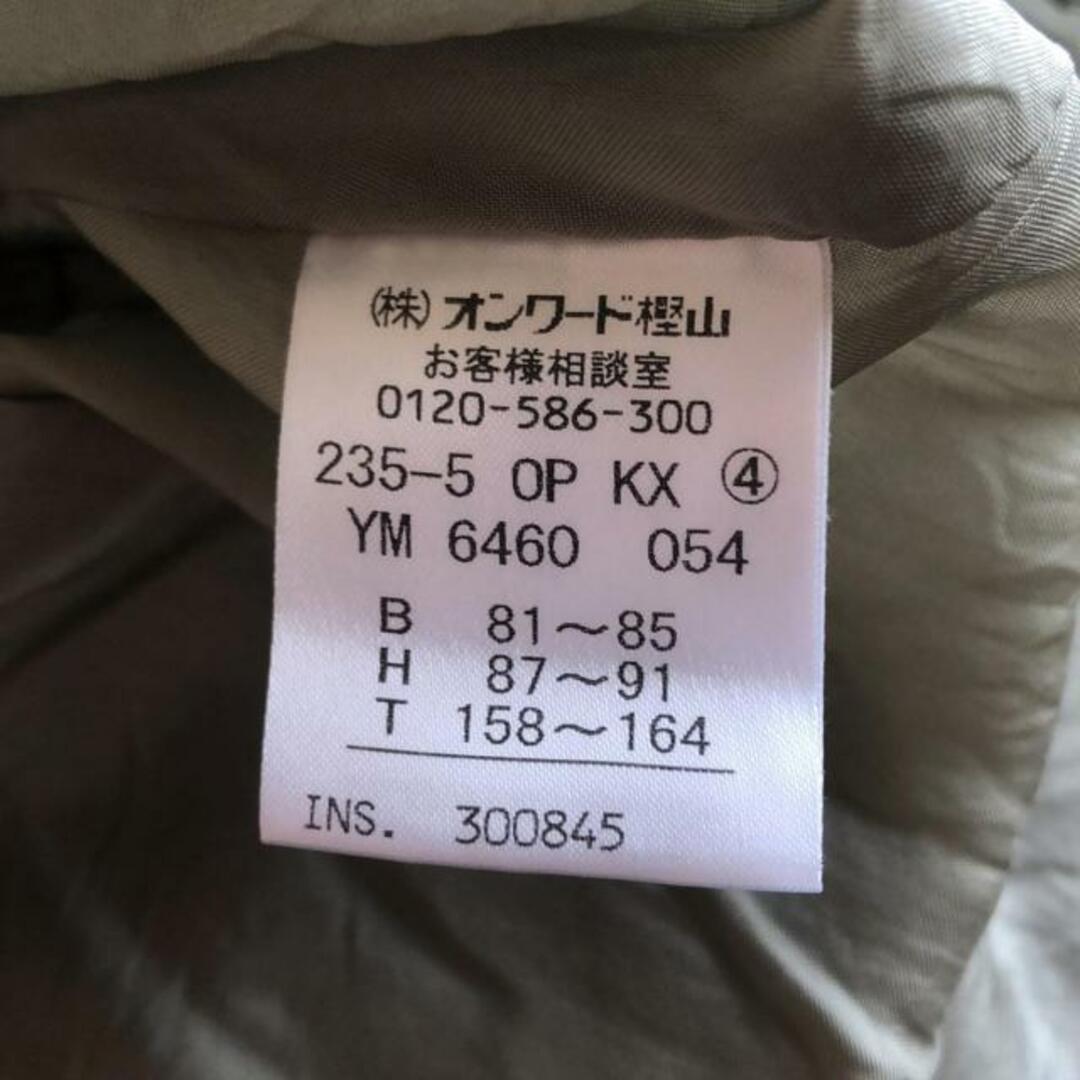 (株)オンワード樫山
お客様相談室
0120-586-300
235-5 OP KX ④
YM 6460 054
B 81～85
H 87～91
T 158～164
INS. 300845